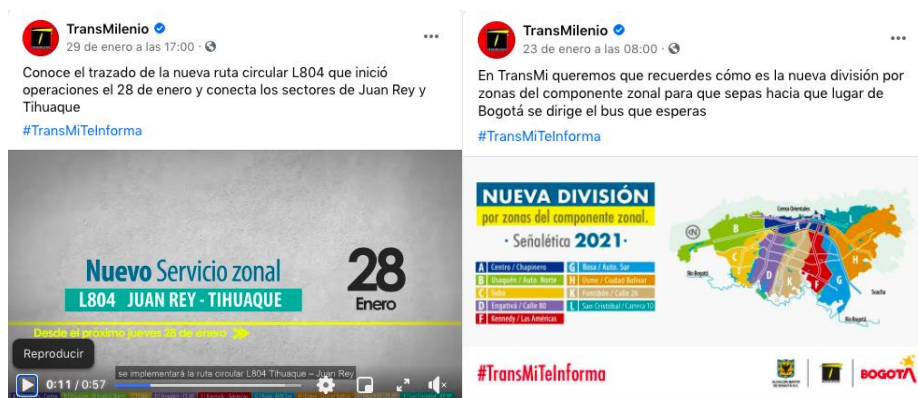 TransMilenio
29 de enero a las 17:00 ·
Conoce el trazado de la nueva ruta circular L804 que inició
operaciones el 28 de enero y conecta los sectores de Juan Rey y
Tihuaque
#TransMiTeInforma
Nuevo Servicio zonal
L804 JUAN REY - TIHUAQUE
28
Enero
Desde el próximo jueves 28 de enero
Reproducir
se implementará la ruta circular L804 Tihuaque – Juan Rey
0:11 / 0:57
TransMilenio
23 de enero a las 08:00 ·
En TransMi queremos que recuerdes cómo es la nueva división por
zonas del componente zonal para que sepas hacia que lugar de
Bogotá se dirige el bus que esperas
#TransMiTeInforma
NUEVA DIVISIÓN
por zonas del componente zonal.
· Señalética 2021·
A Centro / Chapinero
B Usaquén / Auto. Norte
C Suba
D Engativá / Calle 80
F Kennedy / Las Américas
G Bosa / Auto. Sur
H Usme / Ciudad Bolívar
K Fontibón / Calle 26
L San Cristóbal / Carrera 10
Cerros Orientales
N
A
B
C
D
K
F
G
H
L
Río Bogotá
Soacha
Río Bogotá
#TransMiTeInforma
BOGOTÁ